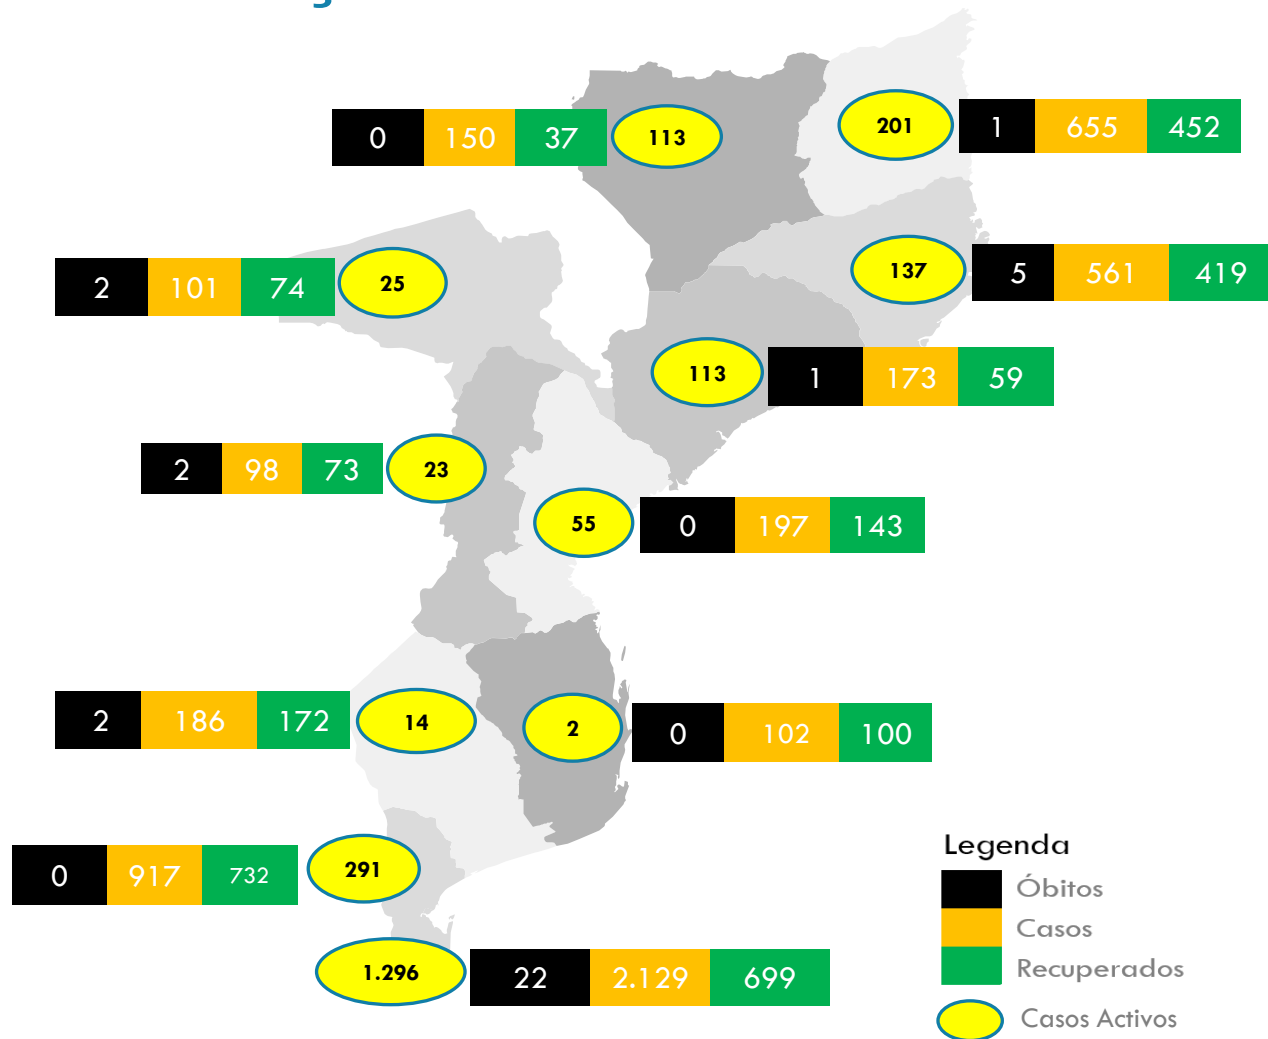 0 150 37 113
201 1 655 452
2 101 74 25
137 5 561 419
113 1 173 59
2 98 73 23
55 0 197 143
2 186 172 14
2 0 102 100
0 917 732 291
1.296 22 2.129 699
Legenda
Óbitos
Casos
Recuperados
Casos Activos